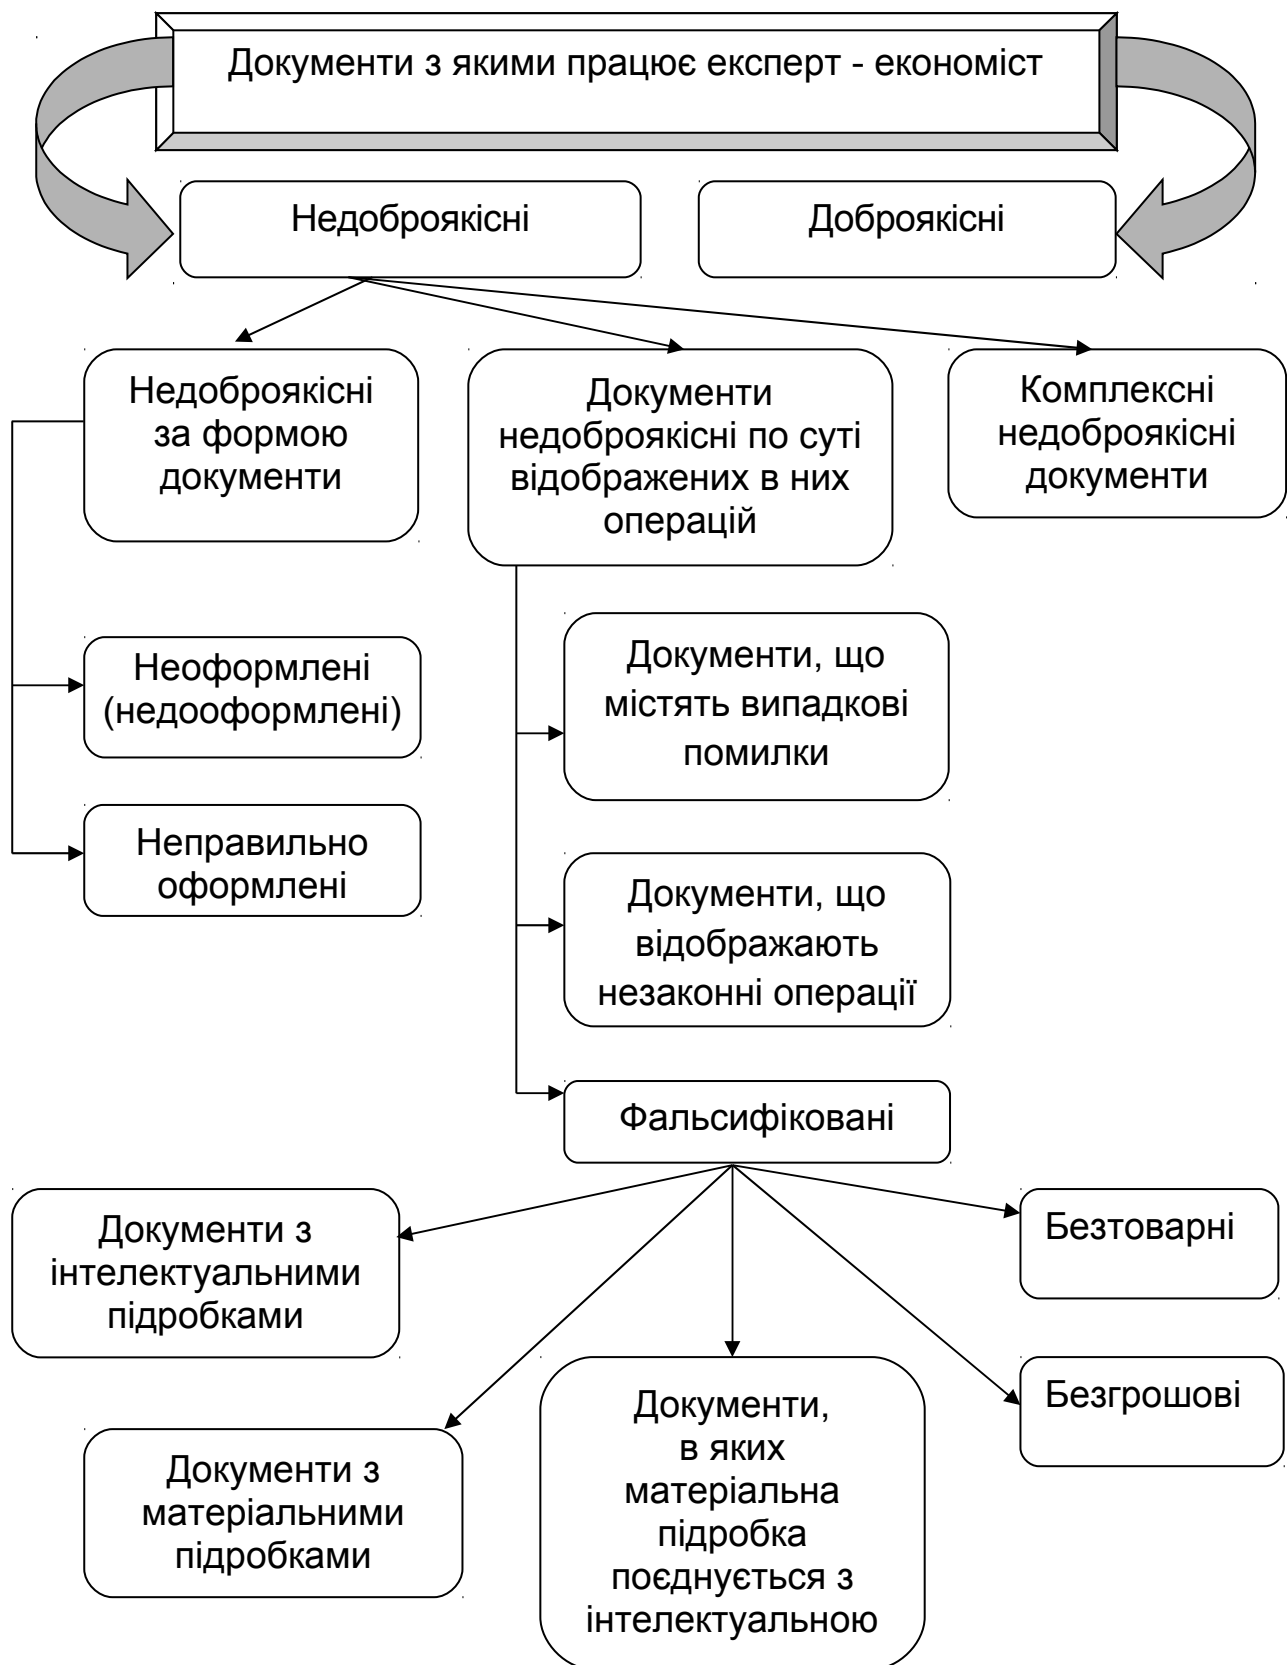 Документи з якими працює експерт - економіст
Недоброякісні
Доброякісні
Недоброякісні
за формою
документи
Документи
недоброякісні по суті
відображених в них
операцій
Комплексні
недоброякісні
документи
Неоформлені
(недооформлені)
Неправильно
оформлені
Документи, що
містять випадкові
помилки
Документи, що
відображають
незаконні операції
Фальсифіковані
Документи з
інтелектуальними
підробками
Документи з
матеріальними
підробками
Документи,
в яких
матеріальна
підробка
поєднується з
інтелектуальною
Безтоварні
Безгрошові